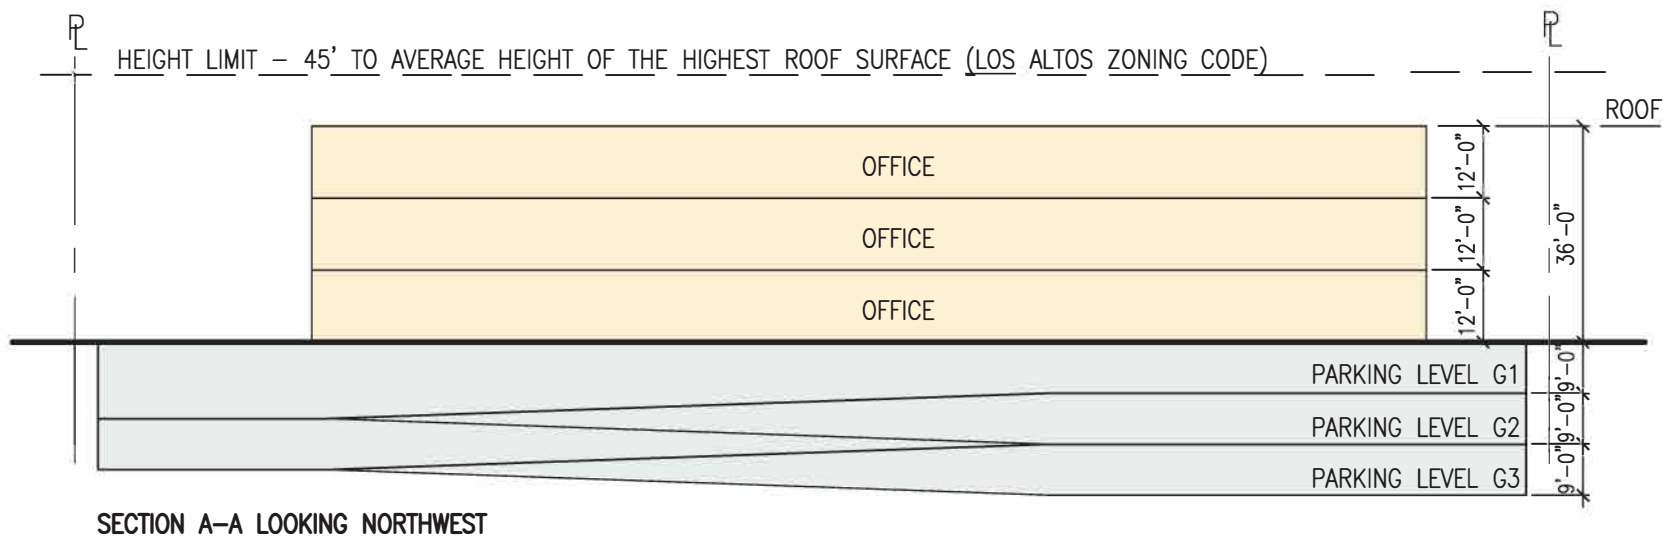 PL PL
HEIGHT LIMIT – 45' TO AVERAGE HEIGHT OF THE HIGHEST ROOF SURFACE (LOS ALTOS ZONING CODE)
ROOF
OFFICE
12'-0"
OFFICE
12'-0"
36'-0"
OFFICE
12'-0"
PARKING LEVEL G1
9'-0"
PARKING LEVEL G2
9'-0"
PARKING LEVEL G3
9'-0"
SECTION A–A LOOKING NORTHWEST